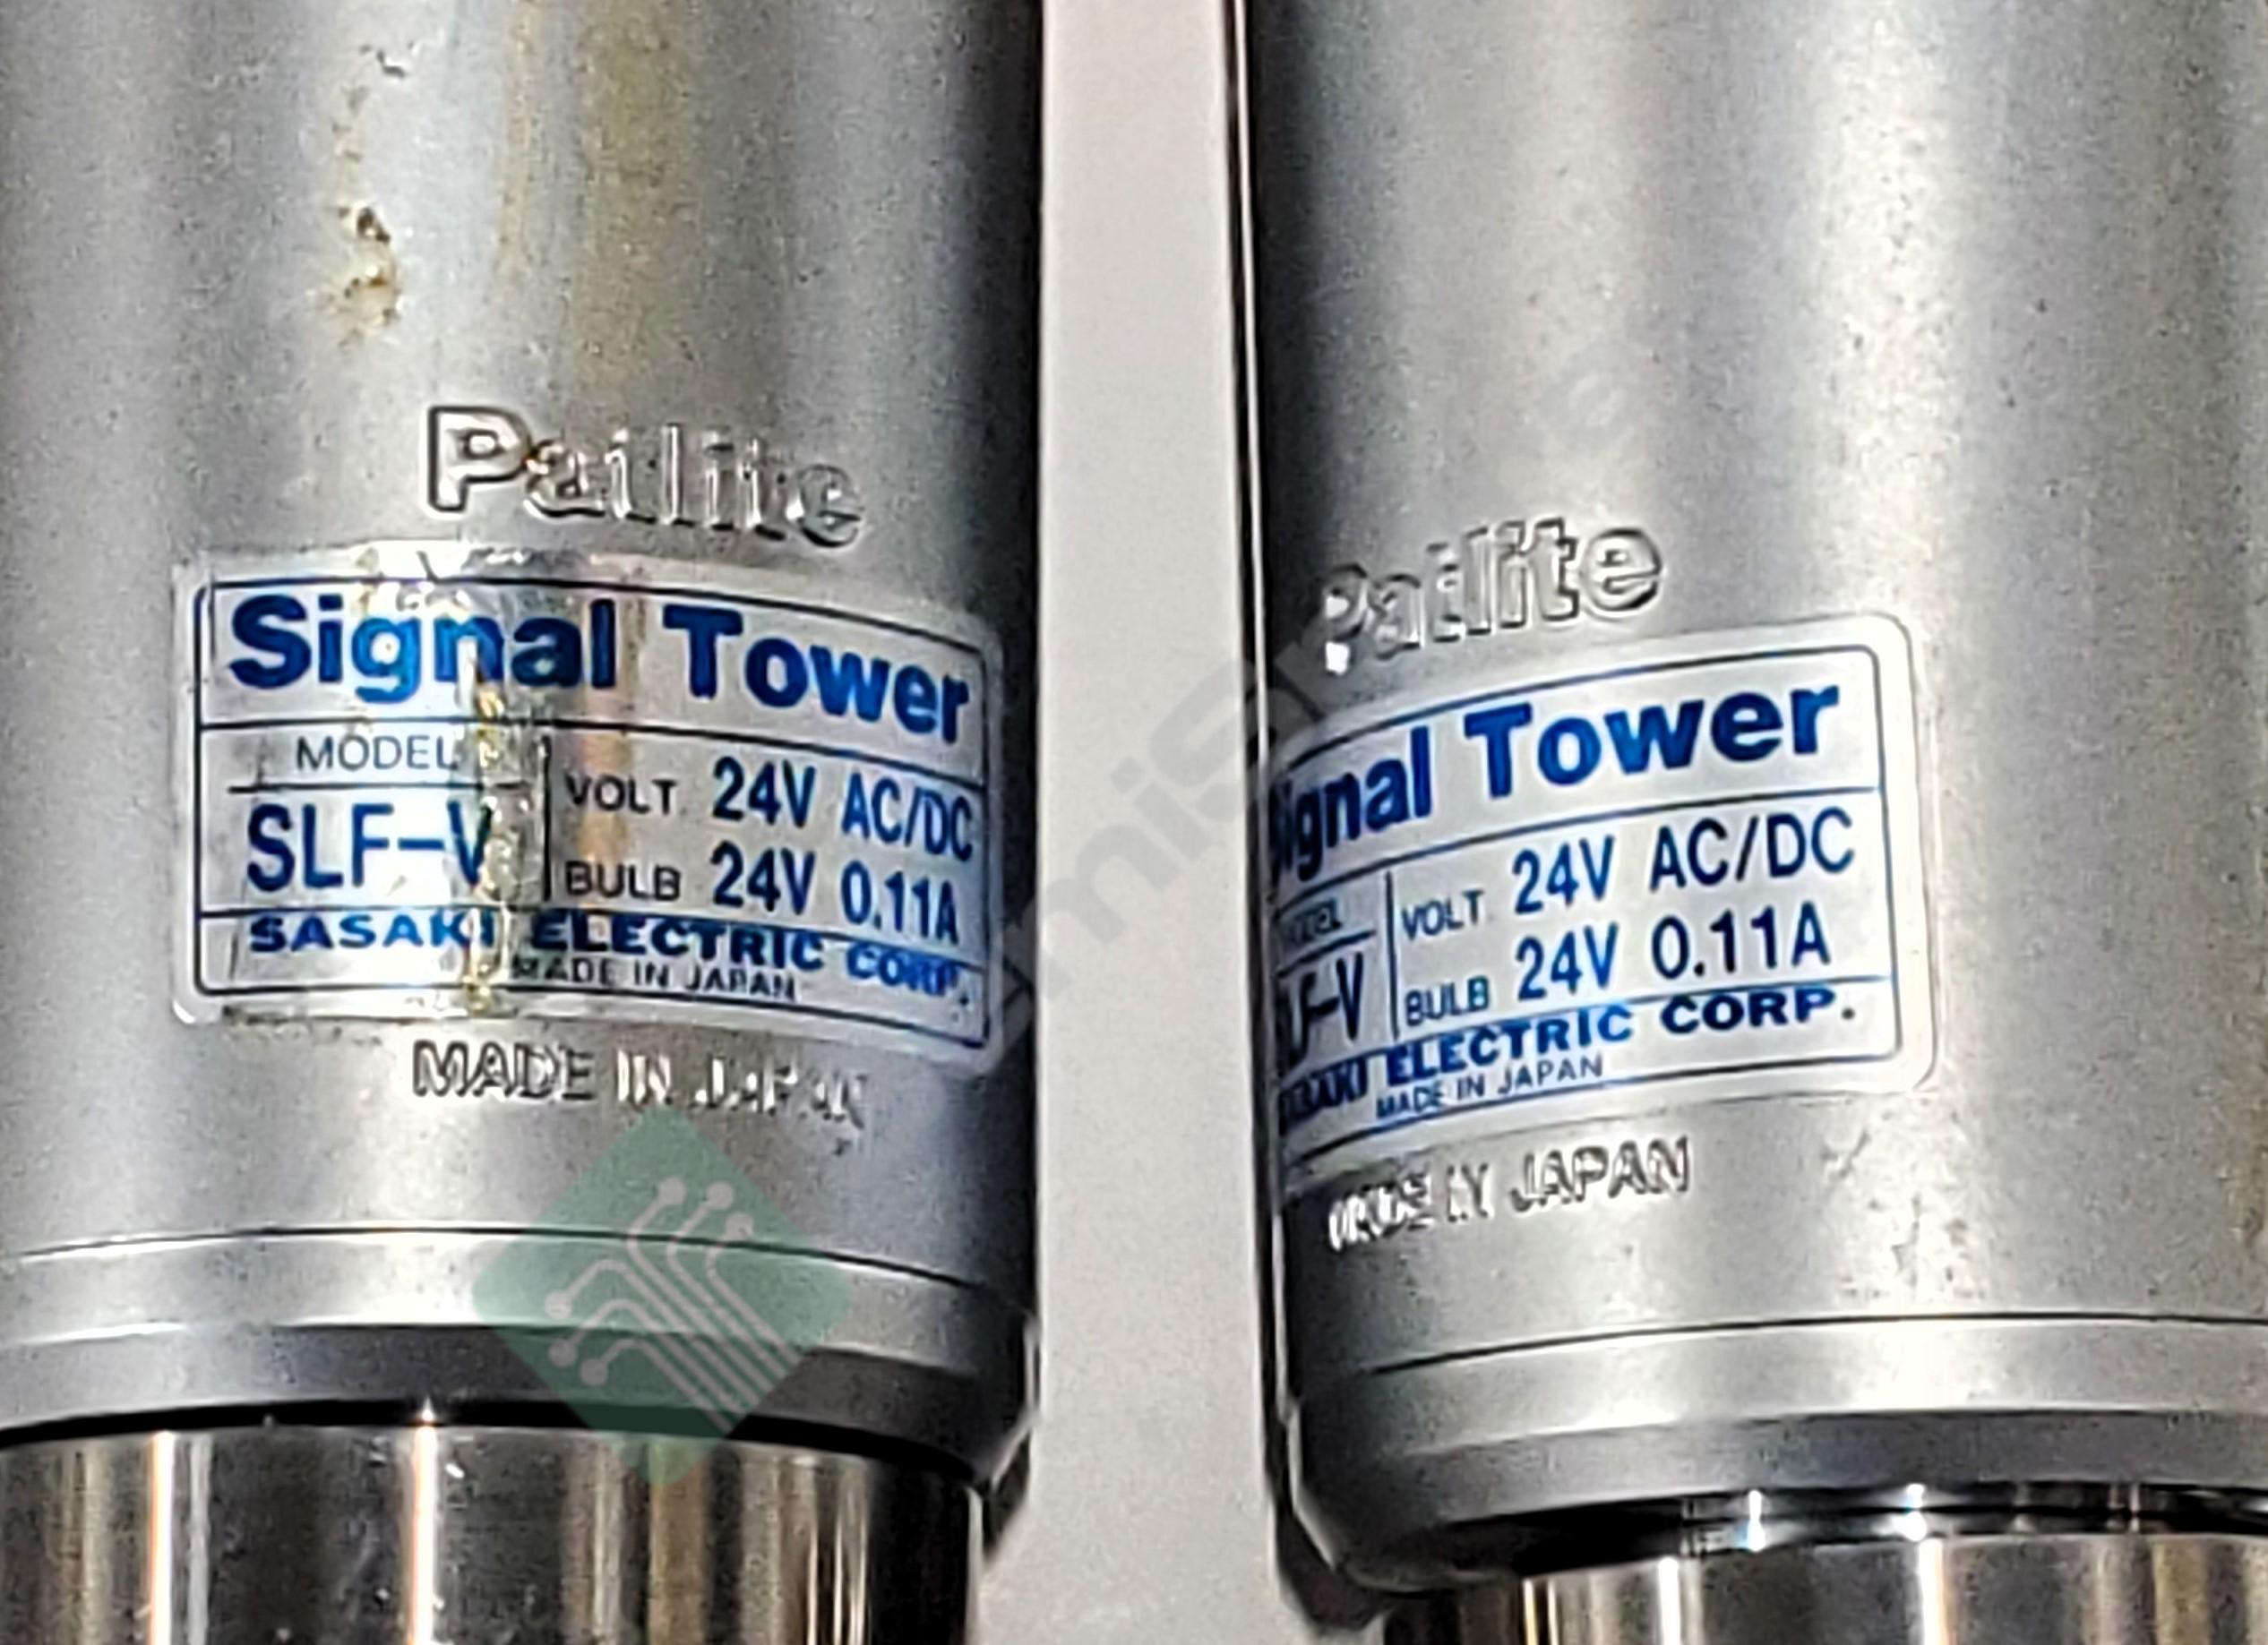 Patlite
Signal Tower
MODEL
SLF-V
VOLT 24V AC/DC
BULB 24V 0.11A
SASAKI ELECTRIC CORP.
MADE IN JAPAN
MADE IN JAPAN
Patlite
Signal Tower
VOLT 24V AC/DC
BULB 24V 0.11A
ELECTRIC CORP.
MADE IN JAPAN
MADE IN JAPAN